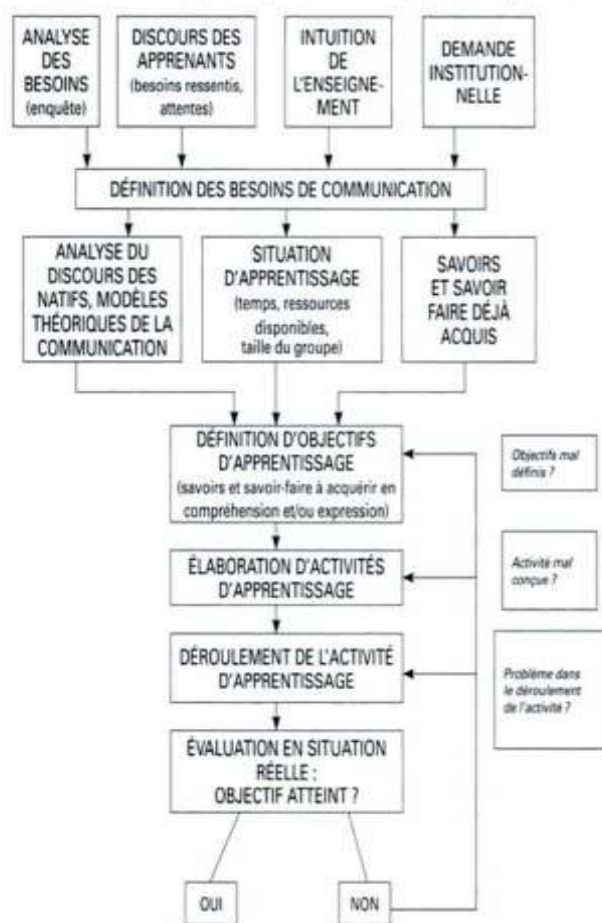 ANALYSE
DES
BESOINS
(enquête)
DISCOURS DES
APPRENANTS
(besoins ressentis,
attentes)
INTUITION
DE
L'ENSEIGNE-
MENT
DEMANDE
INSTITUTION-
NELLE
DÉFINITION DES BESOINS DE COMMUNICATION
ANALYSE DU
DISCOURS DES
NATIFS, MODÈLES
THÉORIQUES DE LA
COMMUNICATION
SITUATION
D'APPRENTISSAGE
(temps, ressources
disponibles,
taille du groupe)
SAVOIRS
ET SAVOIR
FAIRE DÉJÀ
ACQUIS
DÉFINITION D'OBJECTIFS
D'APPRENTISSAGE
(savoirs et savoir-faire à acquérir en
compréhension et/ou expression)
Objectifs mal
définis ?
ÉLABORATION D'ACTIVITÉS
D'APPRENTISSAGE
Activité mal
conçue ?
DÉROULEMENT DE L'ACTIVITÉ
D'APPRENTISSAGE
Problème dans
le déroulement
de l'activité ?
ÉVALUATION EN SITUATION
RÉELLE :
OBJECTIF ATTEINT ?
OUI
NON